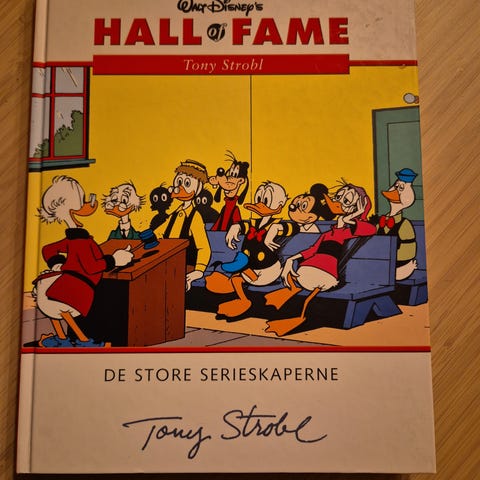 Walt Disney's
HALL of FAME
Tony Strobl
DE STORE SERIESKAPERNE
Tony Strobl